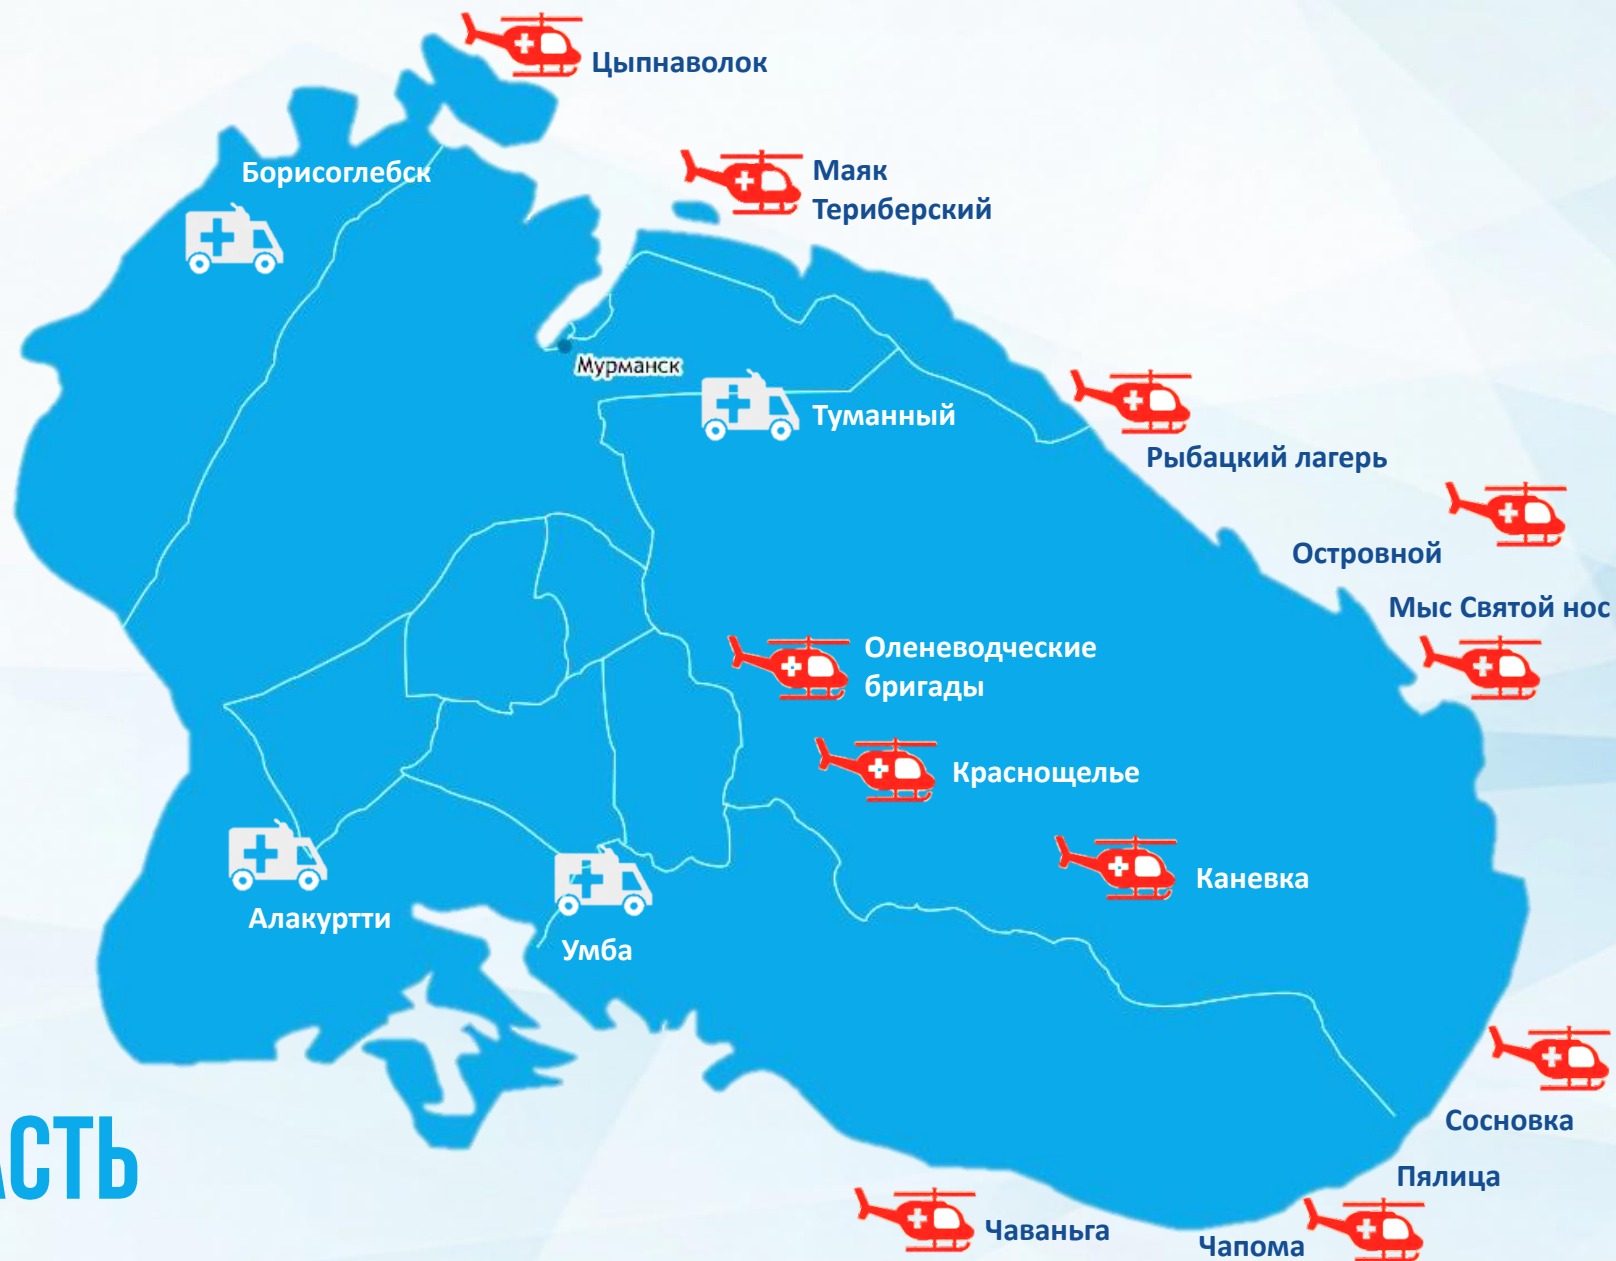 Цыпнаволок
Борисоглебск
Маяк
Териберский
Мурманск
Туманный
Рыбацкий лагерь
Островной
Мыс Святой нос
Оленеводческие
бригады
Краснощелье
Каневка
Алакуртти
Умба
Сосновка
АСТЬ
Пялица
Чаваньга
Чапома